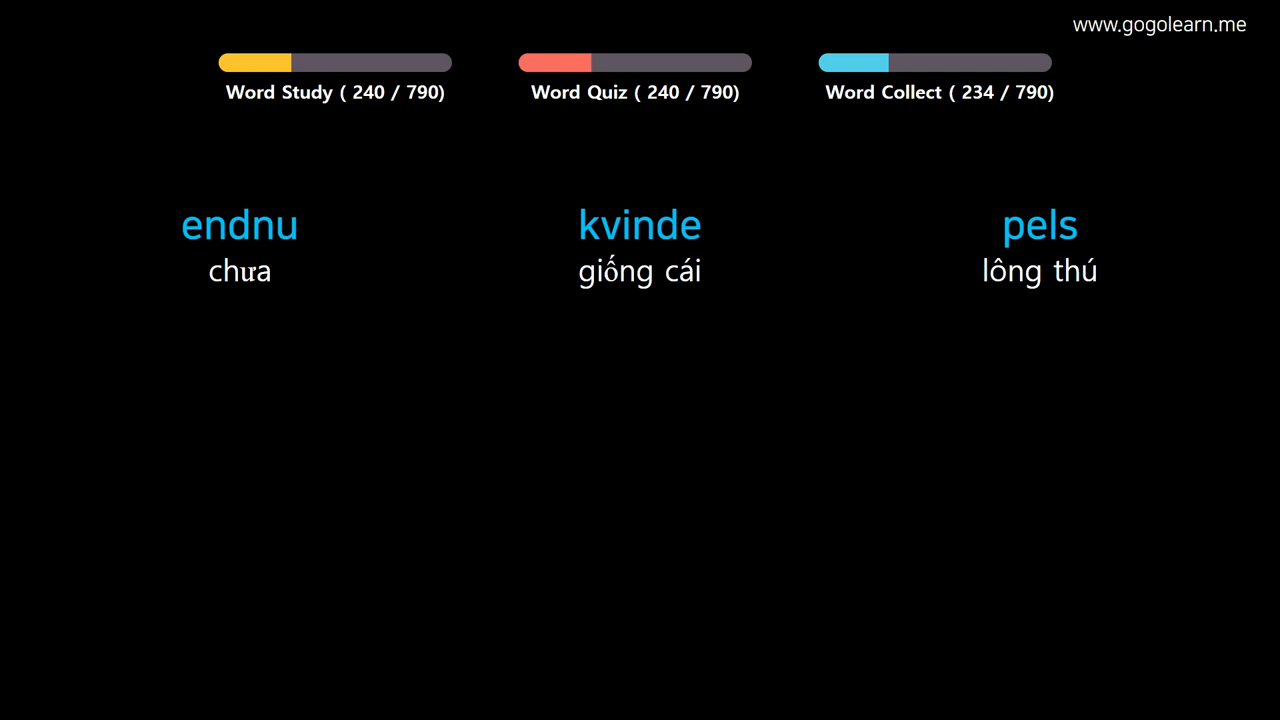 www.gogolearn.me
Word Study ( 240 / 790)
Word Quiz ( 240 / 790)
Word Collect ( 234 / 790)
endnu
chưa
kvinde
giống cái
pels
lông thú